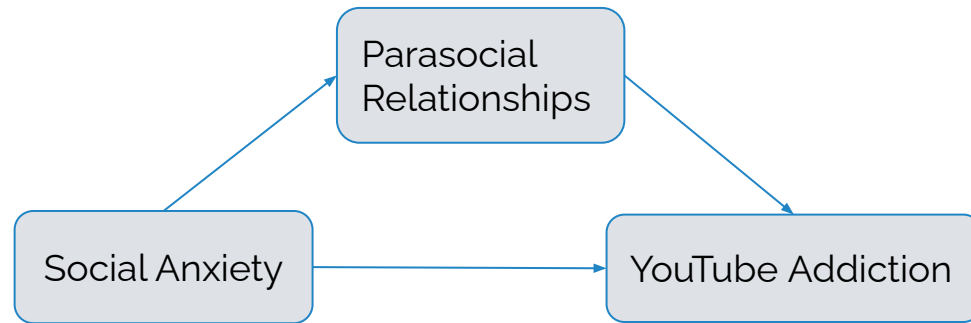 Parasocial
Relationships
Social Anxiety
YouTube Addiction